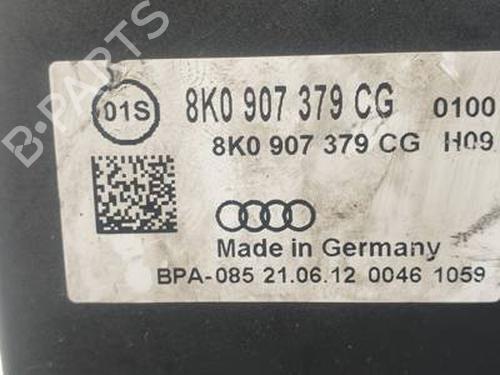 B-PARTS
01S 8K0 907 379 CG 0100
8K0 907 379 CG H09
Made in Germany
BPA-085 21.06.12 0046 1059